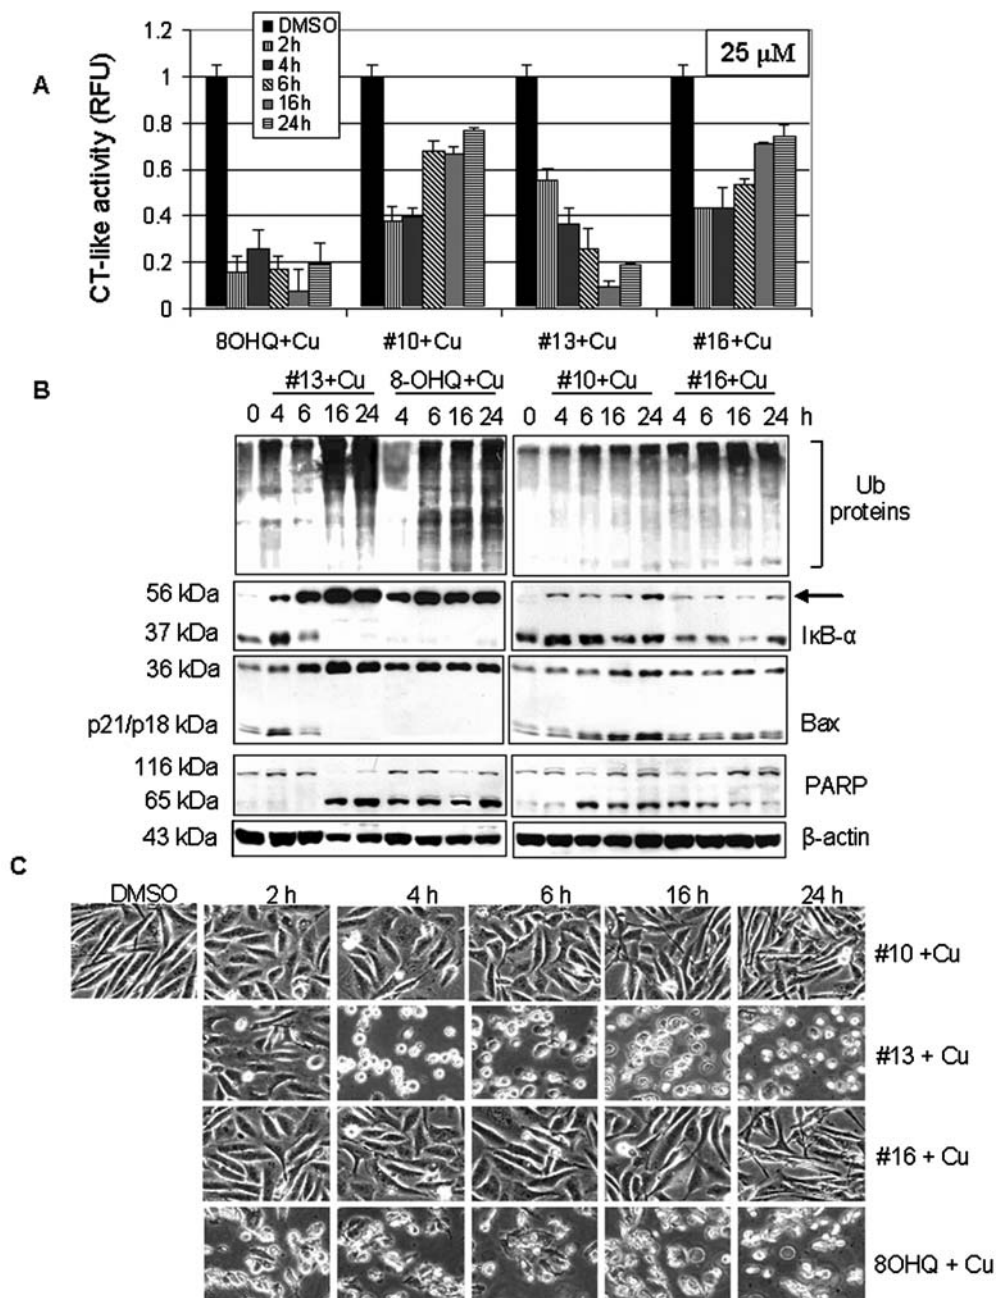 A
CT-like activity (RFU)
1.2
1
0.8
0.6
0.4
0.2
0
DMSO
2h
4h
6h
16h
24h
25 µM
8OHQ+Cu #10+Cu #13+Cu #16+Cu
B
#13+Cu 8-OHQ+Cu #10+Cu #16+Cu
0 4 6 16 24 4 6 16 24 0 4 6 16 24 4 6 16 24 h
Ub
proteins
56 kDa
37 kDa
IκB-α
36 kDa
p21/p18 kDa
Bax
116 kDa
65 kDa
PARP
43 kDa
β-actin
C
DMSO 2 h 4 h 6 h 16 h 24 h
#10 +Cu
#13 + Cu
#16 + Cu
8OHQ + Cu